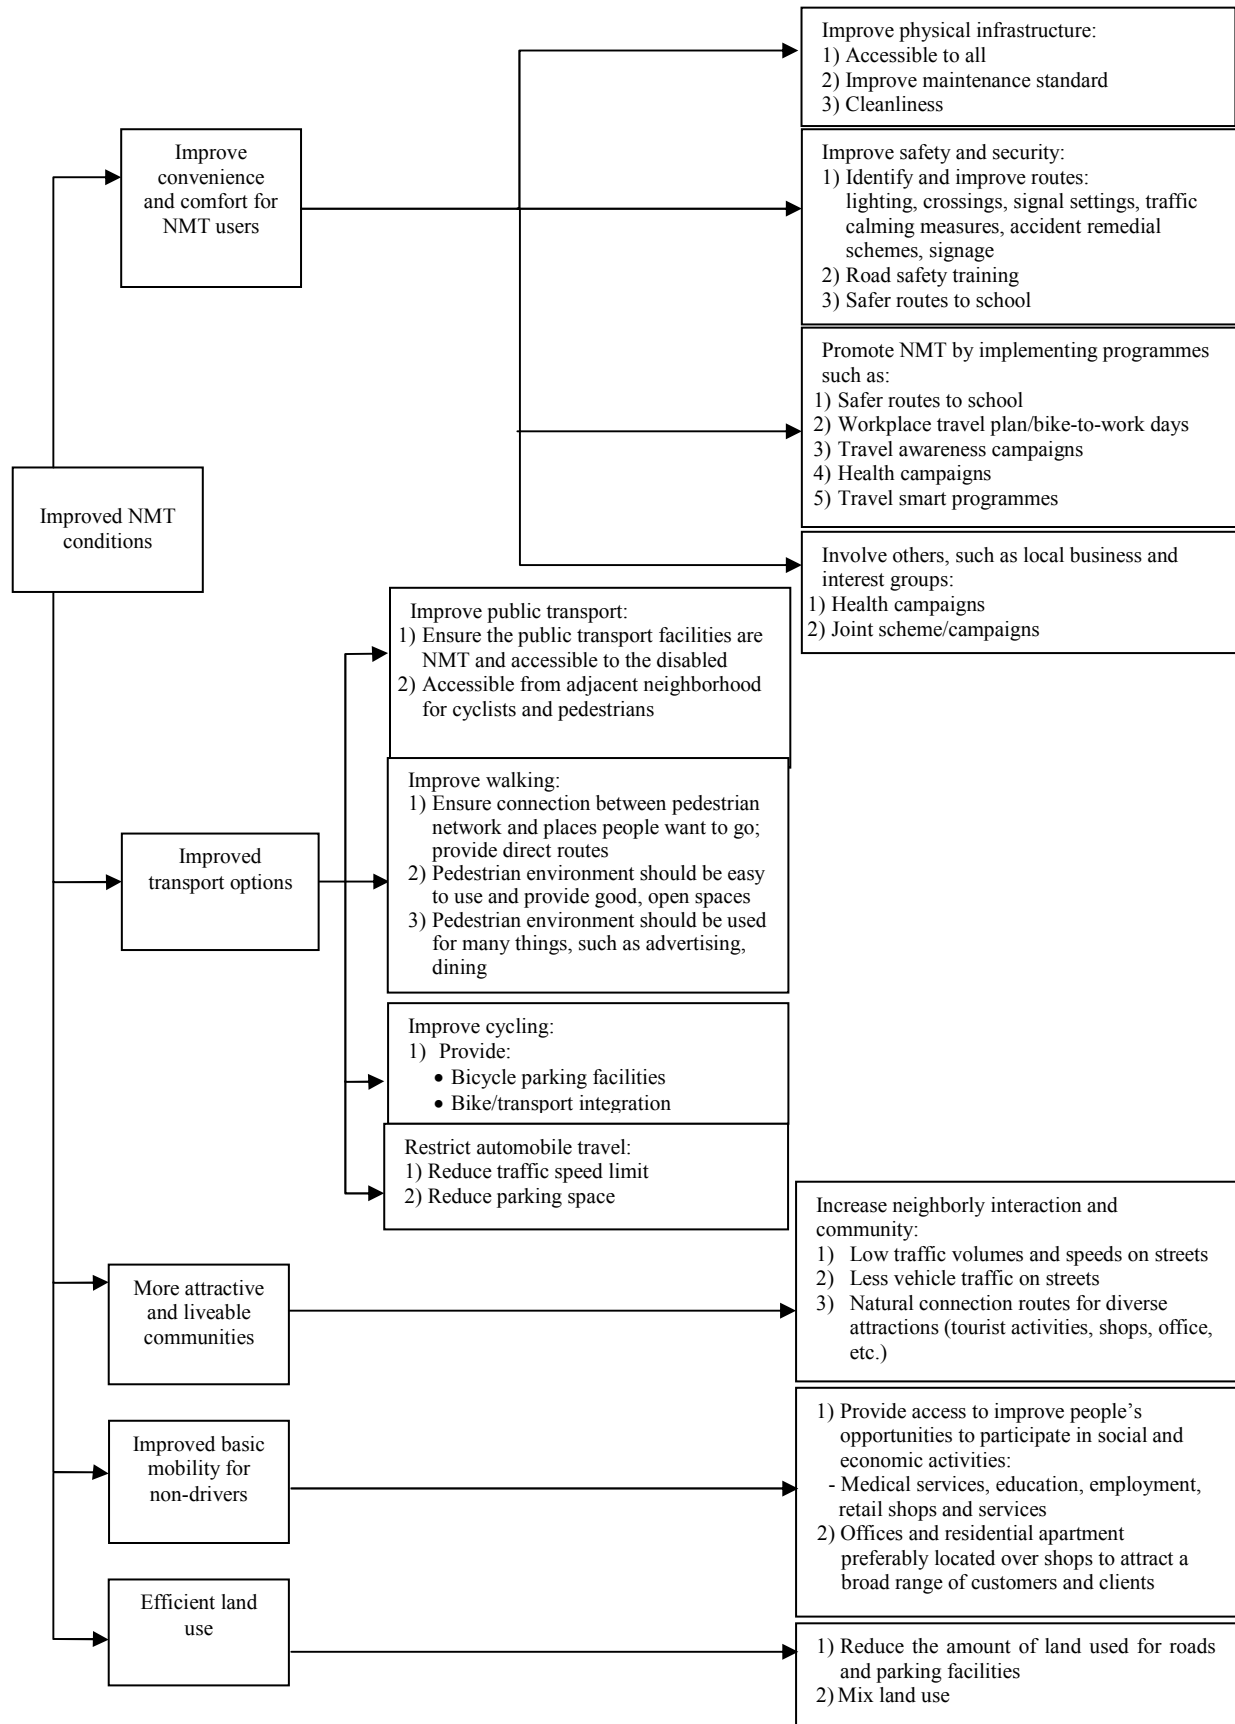 Improve physical infrastructure:
1) Accessible to all
2) Improve maintenance standard
3) Cleanliness
Improve
convenience
and comfort for
NMT users
Improve safety and security:
1) Identify and improve routes:
lighting, crossings, signal settings, traffic
calming measures, accident remedial
schemes, signage
2) Road safety training
3) Safer routes to school
Promote NMT by implementing programmes
such as:
1) Safer routes to school
2) Workplace travel plan/bike-to-work days
3) Travel awareness campaigns
4) Health campaigns
5) Travel smart programmes
Improved NMT
conditions
Involve others, such as local business and
interest groups:
1) Health campaigns
2) Joint scheme/campaigns
Improve public transport:
1) Ensure the public transport facilities are
NMT and accessible to the disabled
2) Accessible from adjacent neighborhood
for cyclists and pedestrians
Improved
transport options
Improve walking:
1) Ensure connection between pedestrian
network and places people want to go;
provide direct routes
2) Pedestrian environment should be easy
to use and provide good, open spaces
3) Pedestrian environment should be used
for many things, such as advertising,
dining
Improve cycling:
1) Provide:
• Bicycle parking facilities
• Bike/transport integration
Restrict automobile travel:
1) Reduce traffic speed limit
2) Reduce parking space
More attractive
and liveable
communities
Increase neighborly interaction and
community:
1) Low traffic volumes and speeds on streets
2) Less vehicle traffic on streets
3) Natural connection routes for diverse
attractions (tourist activities, shops, office,
etc.)
Improved basic
mobility for
non-drivers
1) Provide access to improve people’s
opportunities to participate in social and
economic activities:
- Medical services, education, employment,
retail shops and services
2) Offices and residential apartment
preferably located over shops to attract a
broad range of customers and clients
Efficient land
use
1) Reduce the amount of land used for roads
and parking facilities
2) Mix land use